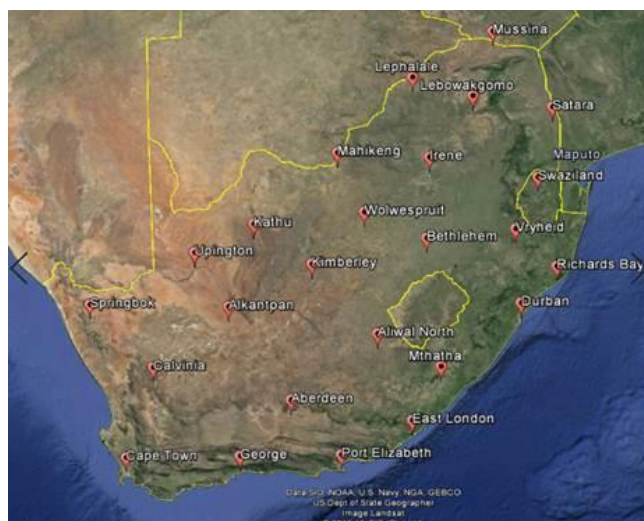 Mussina
Lephalale
Lebowakgomo
Satara
Mahikeng
Irene
Maputo
Swaziland
Wolwespruit
Kathu
Vryheid
Bethlehem
Upington
Kimberley
Richards Bay
Springbok
Alkantpan
Durban
Aliwal North
Mthatha
Calvinia
Aberdeen
East London
Cape Town
George
Port Elizabeth
Data SIO, NOAA, U.S. Navy, NGA, GEBCO
US Dept of State Geographer
Image Landsat